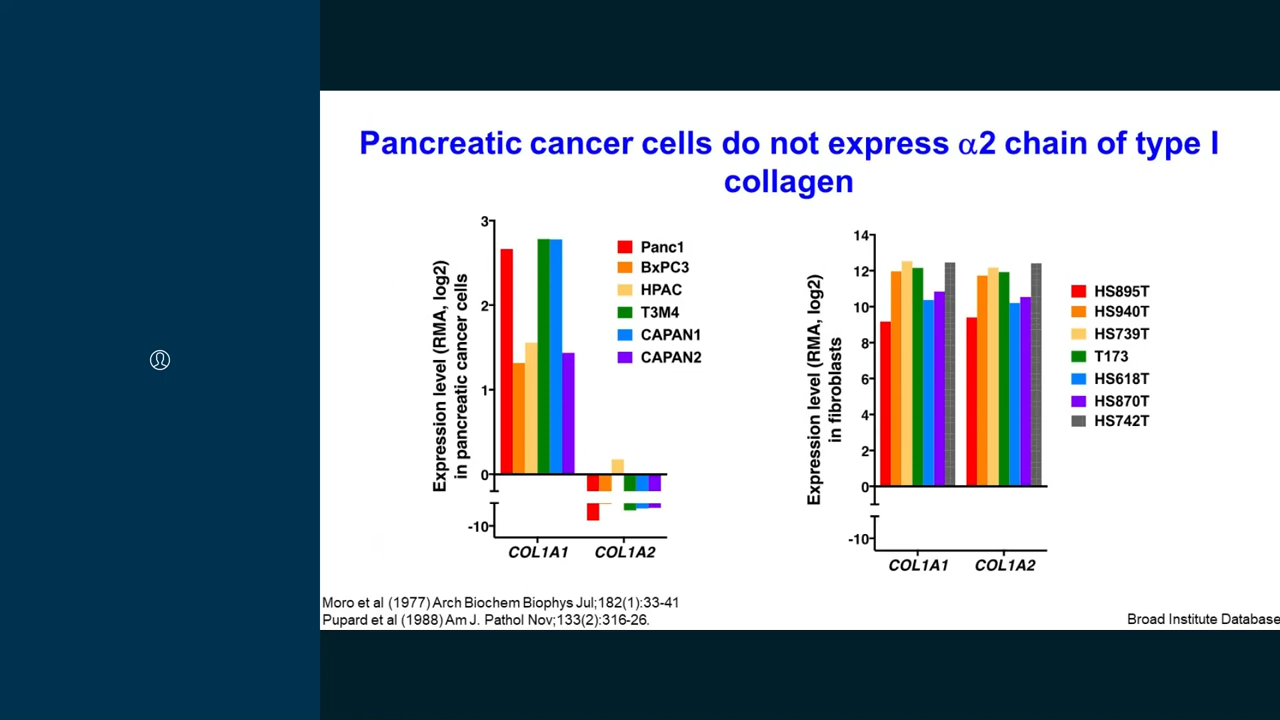 Pancreatic cancer cells do not express α2 chain of type I
collagen
Expression level (RMA, log2)
in pancreatic cancer cells
3
2
1
0
-10
COL1A1 COL1A2
Panc1
BxPC3
HPAC
T3M4
CAPAN1
CAPAN2
Expression level (RMA, log2)
in fibroblasts
14
12
10
8
6
4
2
0
-10
COL1A1 COL1A2
HS895T
HS940T
HS739T
T173
HS618T
HS870T
HS742T
Moro et al (1977) Arch Biochem Biophys Jul;182(1):33-41
Pupard et al (1988) Am J. Pathol Nov;133(2):316-26.
Broad Institute Database